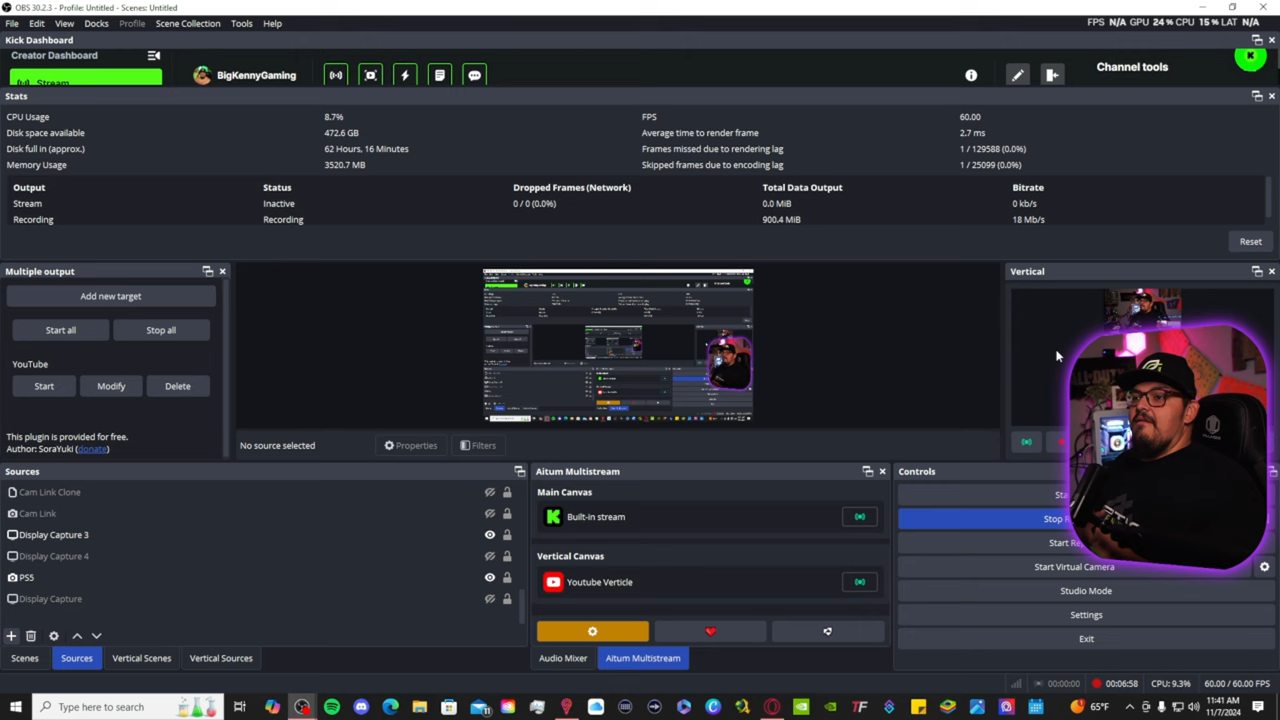 OBS 30.2.3 - Profile: Untitled - Scenes: Untitled
File Edit View Docks Profile Scene Collection Tools Help
FPS N/A GPU 24 % CPU 15 % LAT N/A
Kick Dashboard
Creator Dashboard
Stream
BigKennyGaming
Channel tools
Stats
CPU Usage 8.7% FPS 60.00
Disk space available 472.6 GB Average time to render frame 2.7 ms
Disk full in (approx.) 62 Hours, 16 Minutes Frames missed due to rendering lag 1 / 129588 (0.0%)
Memory Usage 3520.7 MB Skipped frames due to encoding lag 1 / 25099 (0.0%)
Output Status Dropped Frames (Network) Total Data Output Bitrate
Stream Inactive 0 / 0 (0.0%) 0.0 MiB 0 kb/s
Recording Recording 900.4 MiB 18 Mb/s
Reset
Multiple output
Add new target
Start all Stop all
YouTube
Start Modify Delete
This plugin is provided for free.
Author: SoraYuki (donate)
No source selected Properties Filters
Vertical
Sources
Cam Link Clone
Cam Link
Display Capture 3
Display Capture 4
PS5
Display Capture
Scenes Sources Vertical Scenes Vertical Sources
Aitum Multistream
Main Canvas
Built-in stream
Vertical Canvas
Youtube Verticle
Audio Mixer Aitum Multistream
Controls
Stop
Start
Start Virtual Camera
Studio Mode
Settings
Exit
00:00:00 00:06:58 CPU: 9.3% 60.00 / 60.00 FPS
Type here to search
65°F
11:41 AM
11/7/2024